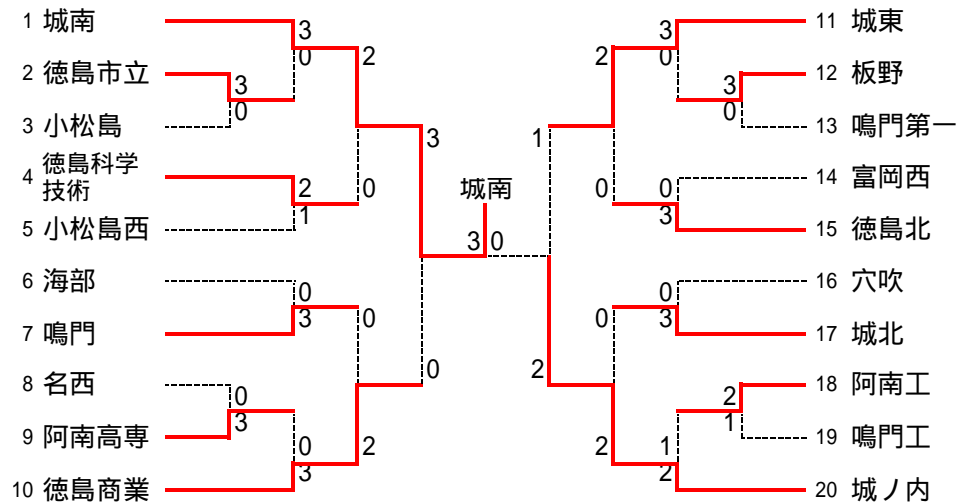 1 城南
3
0
2
2 徳島市立
3
0
3 小松島
3
4 徳島科学
技術
2
1
0
5 小松島西
6 海部
0
3
0
7 鳴門
0
8 名西
0
3
9 阿南高専
0
3
2
10 徳島商業
城南
3 0
11 城東
3
0
2
12 板野
3
0
13 鳴門第一
1
14 富岡西
0
3
0
15 徳島北
16 穴吹
0
3
0
17 城北
2
18 阿南工
2
1
19 鳴門工
1
2
2
20 城ノ内